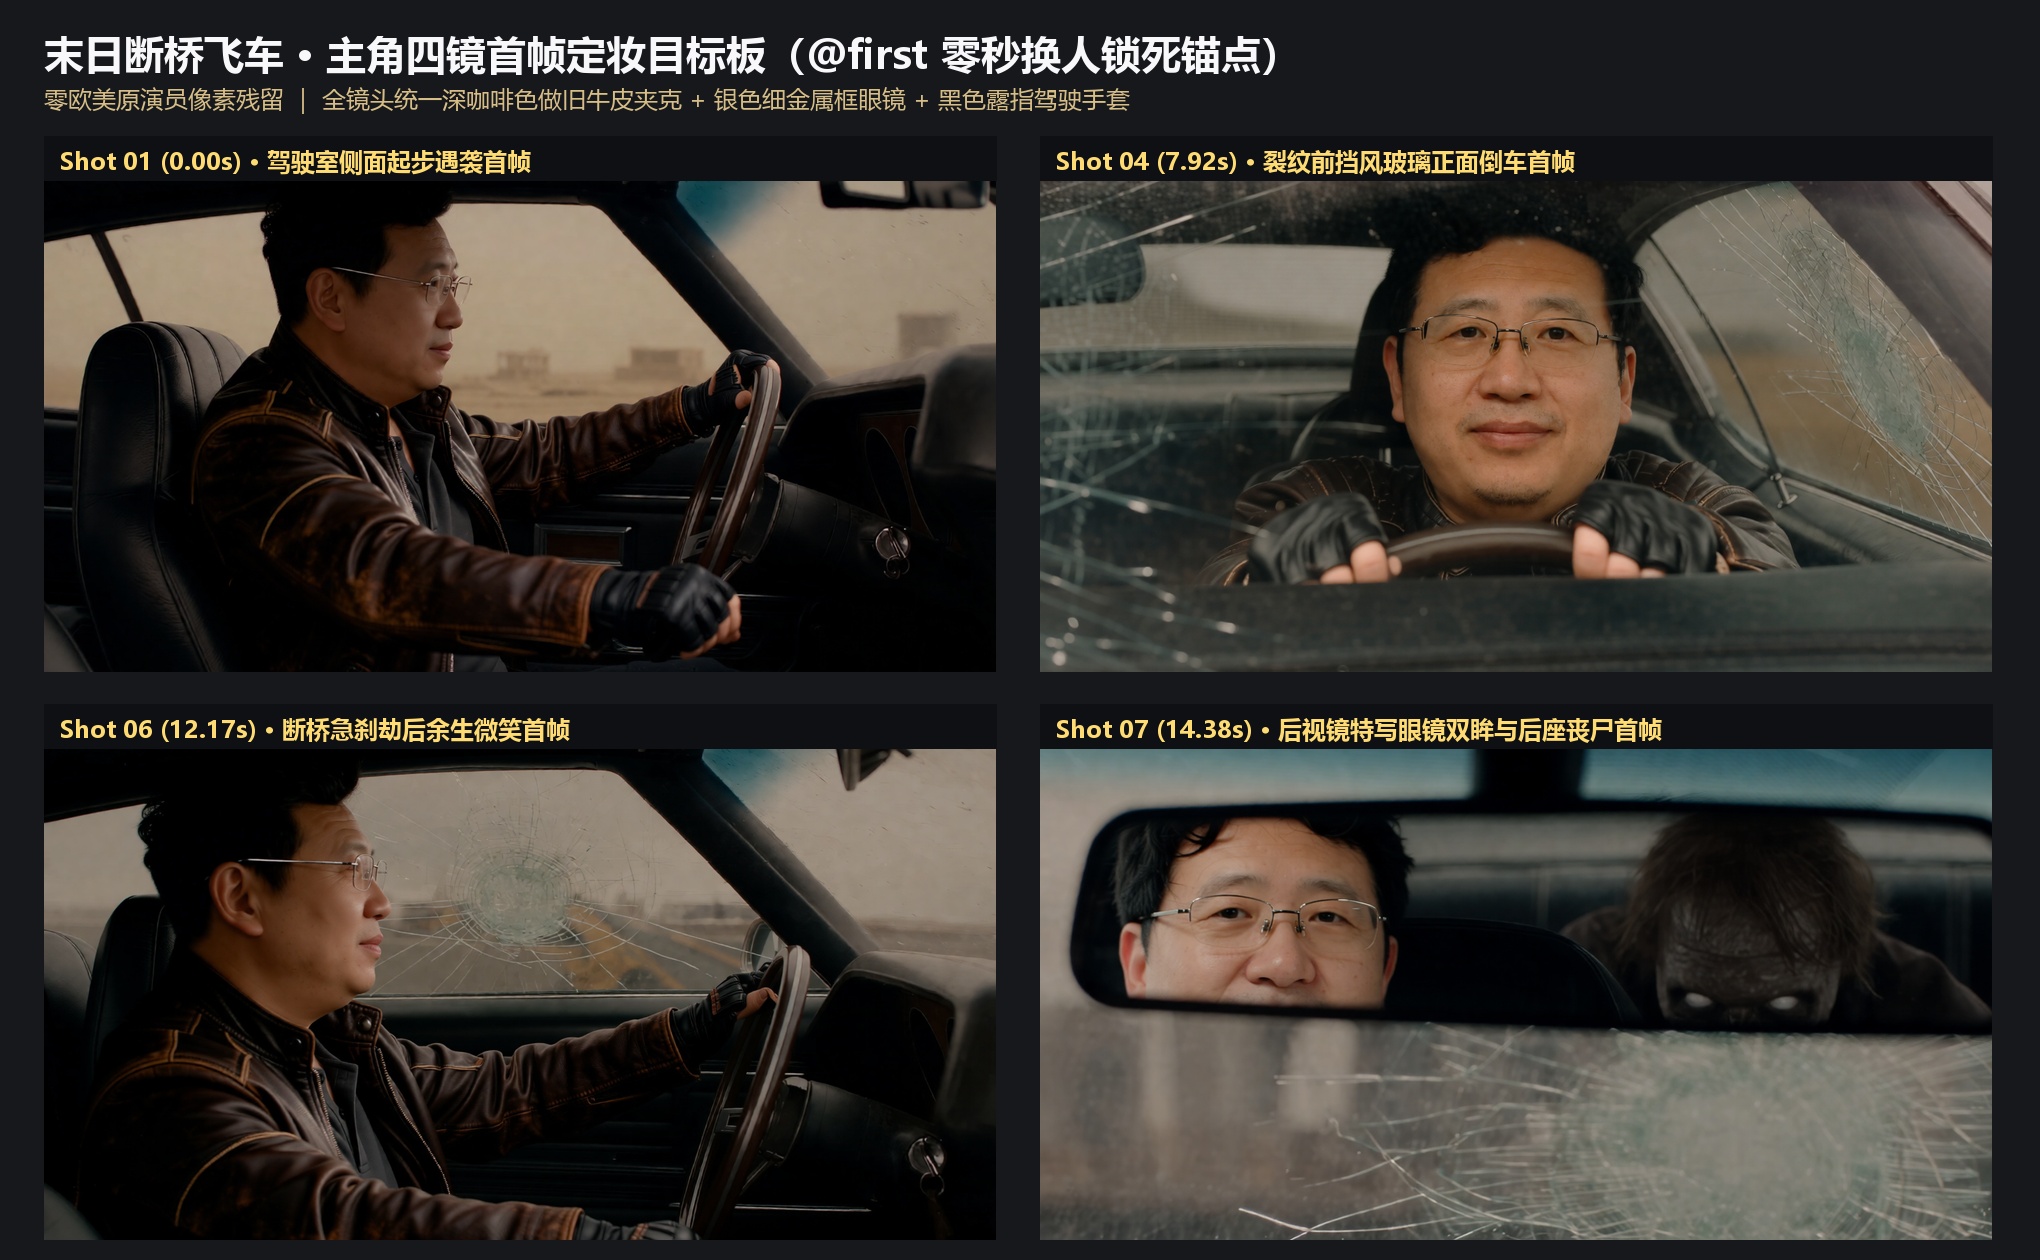 末日断桥飞车 • 主角四镜首帧定妆目标板（@first 零秒换人锁死锚点）
零欧美原演员像素残留 ｜ 全镜头统一深咖啡色做旧牛皮夹克 + 银色细金属框眼镜 + 黑色露指驾驶手套
Shot 01 (0.00s) • 驾驶室侧面起步遇袭首帧
Shot 04 (7.92s) • 裂纹前挡风玻璃正面倒车首帧
Shot 06 (12.17s) • 断桥急刹劫后余生微笑首帧
Shot 07 (14.38s) • 后视镜特写眼镜双眸与后座丧尸首帧